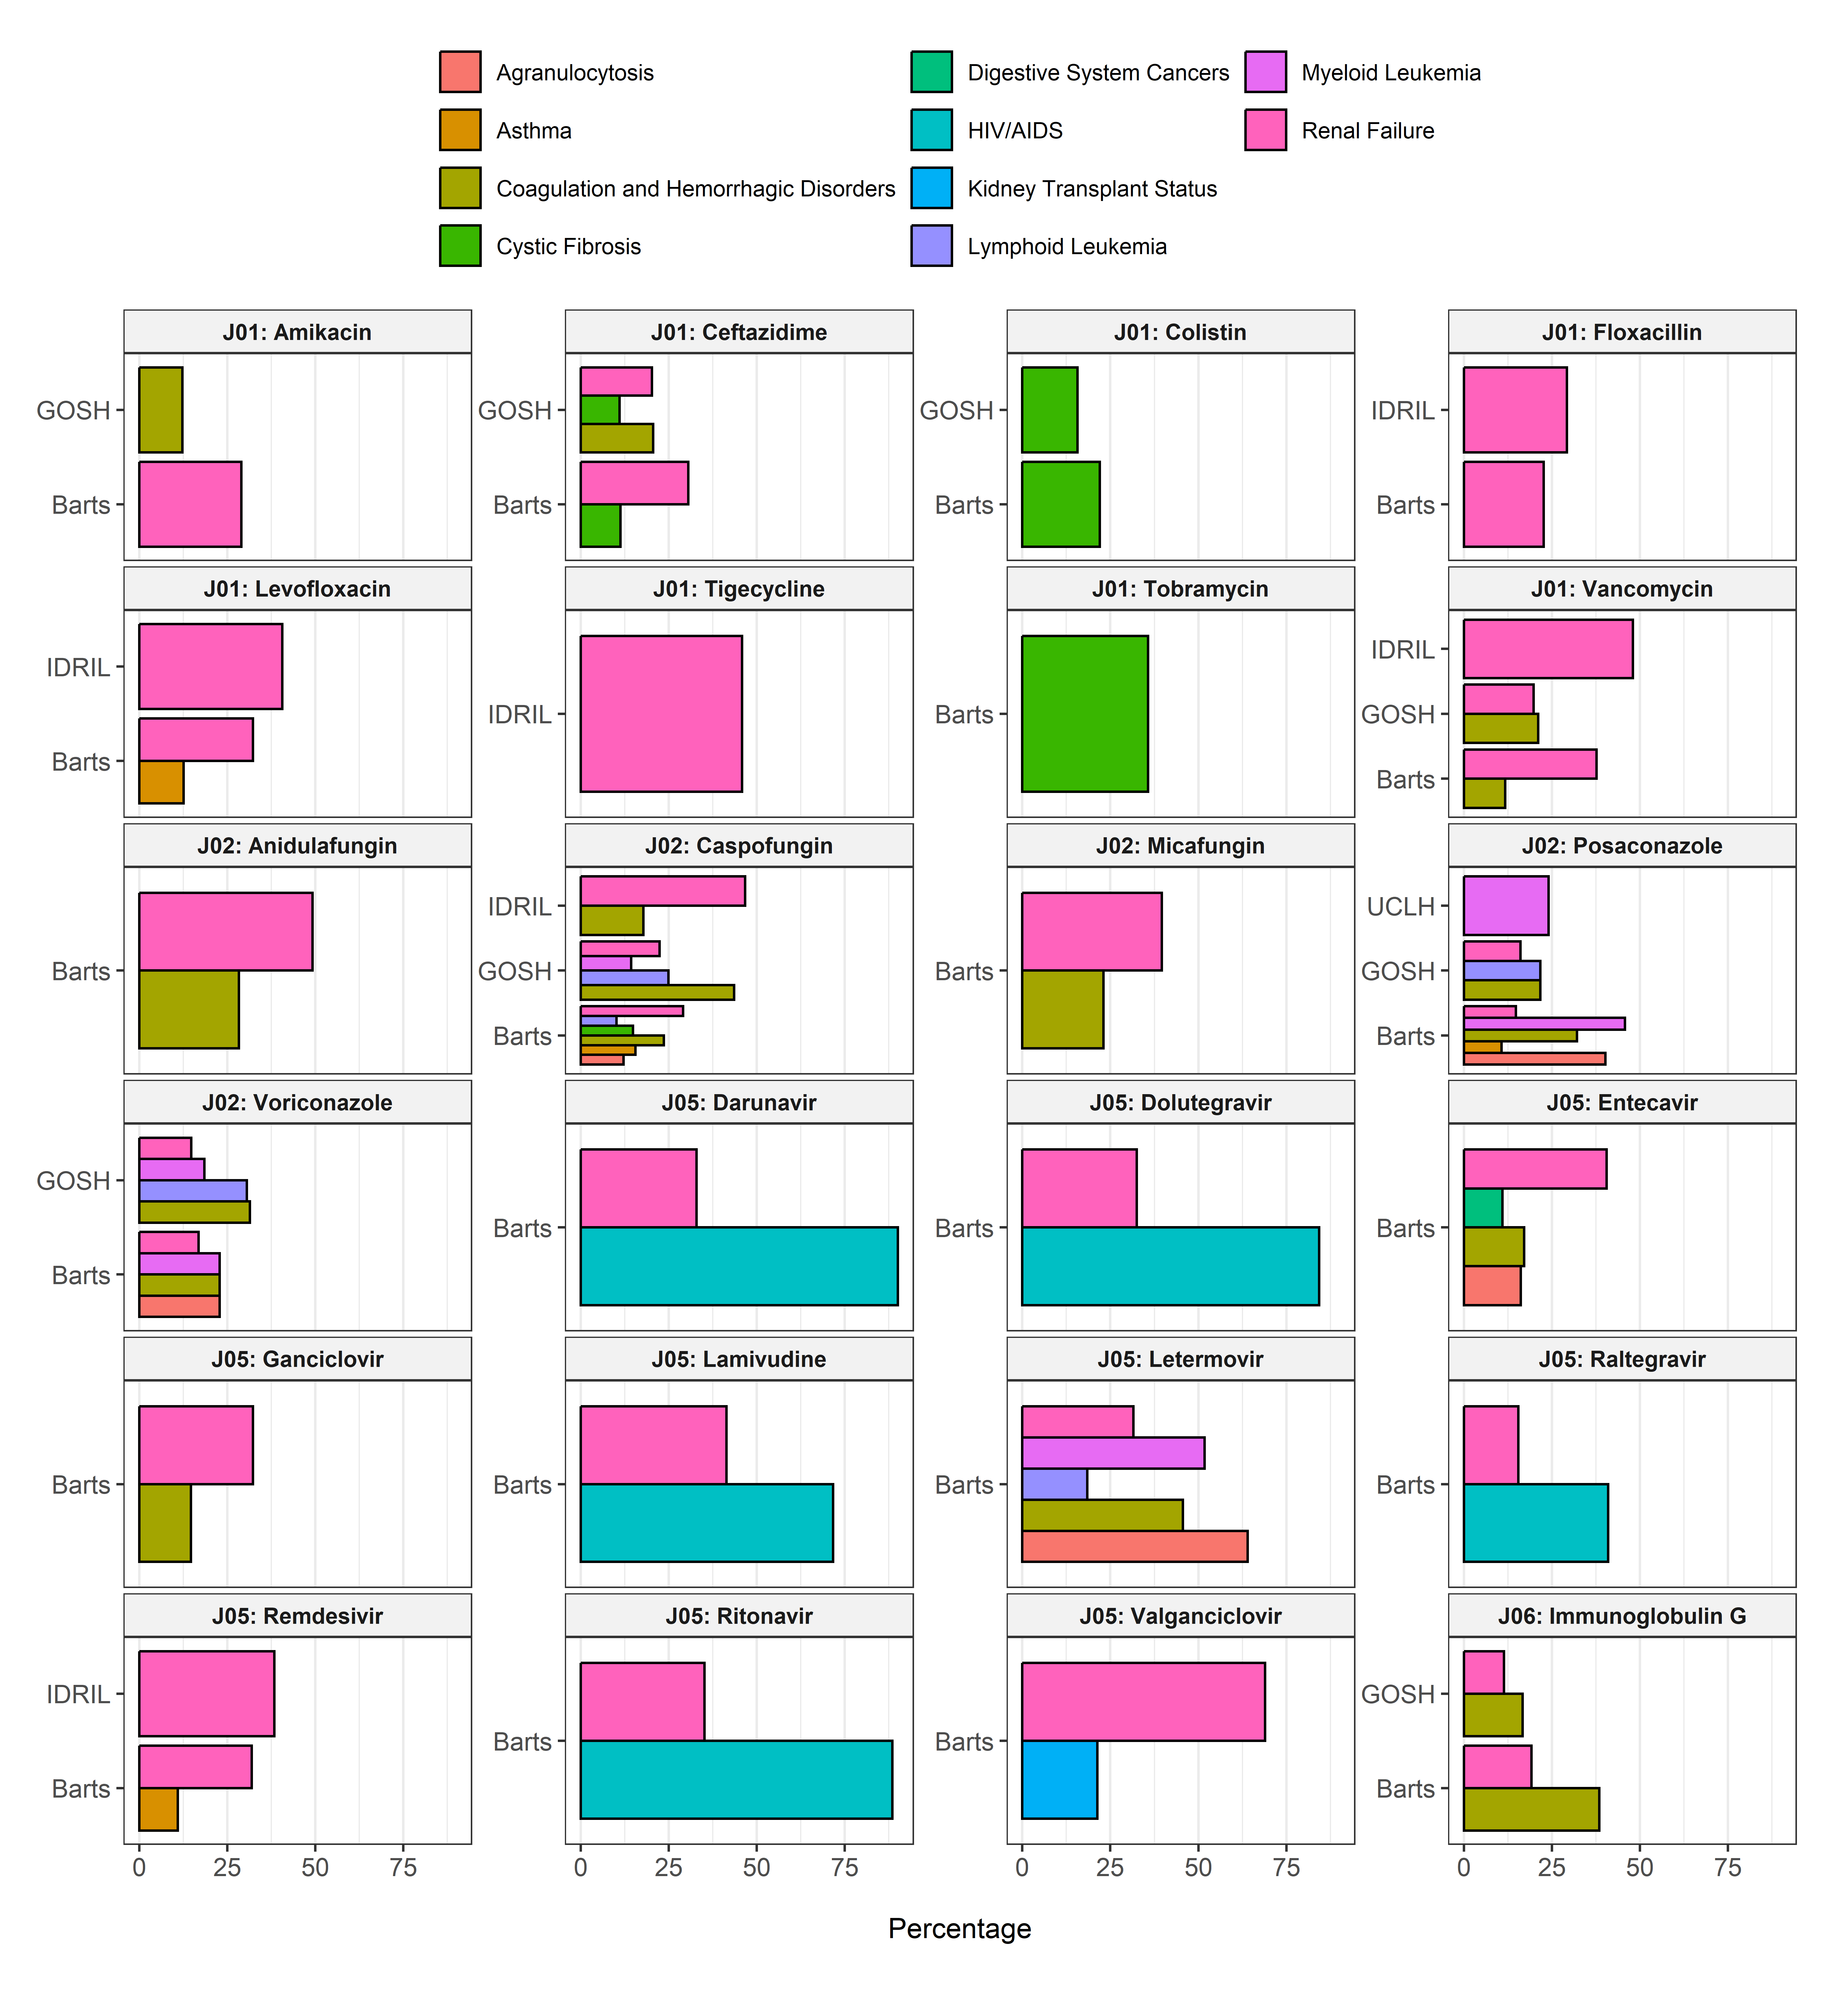 Agranulocytosis
Asthma
Coagulation and Hemorrhagic Disorders
Cystic Fibrosis
Digestive System Cancers
HIV/AIDS
Kidney Transplant Status
Lymphoid Leukemia
Myeloid Leukemia
Renal Failure
J01: Amikacin
GOSH
Barts
J01: Ceftazidime
GOSH
Barts
J01: Colistin
GOSH
Barts
J01: Floxacillin
IDRIL
Barts
J01: Levofloxacin
IDRIL
Barts
J01: Tigecycline
IDRIL
J01: Tobramycin
Barts
J01: Vancomycin
IDRIL
GOSH
Barts
J02: Anidulafungin
Barts
J02: Caspofungin
IDRIL
GOSH
Barts
J02: Micafungin
Barts
J02: Posaconazole
UCLH
GOSH
Barts
J02: Voriconazole
GOSH
Barts
J05: Darunavir
Barts
J05: Dolutegravir
Barts
J05: Entecavir
Barts
J05: Ganciclovir
Barts
J05: Lamivudine
Barts
J05: Letermovir
Barts
J05: Raltegravir
Barts
J05: Remdesivir
IDRIL
Barts
J05: Ritonavir
Barts
J05: Valganciclovir
Barts
J06: Immunoglobulin G
GOSH
Barts
0 25 50 75
0 25 50 75
0 25 50 75
0 25 50 75
Percentage